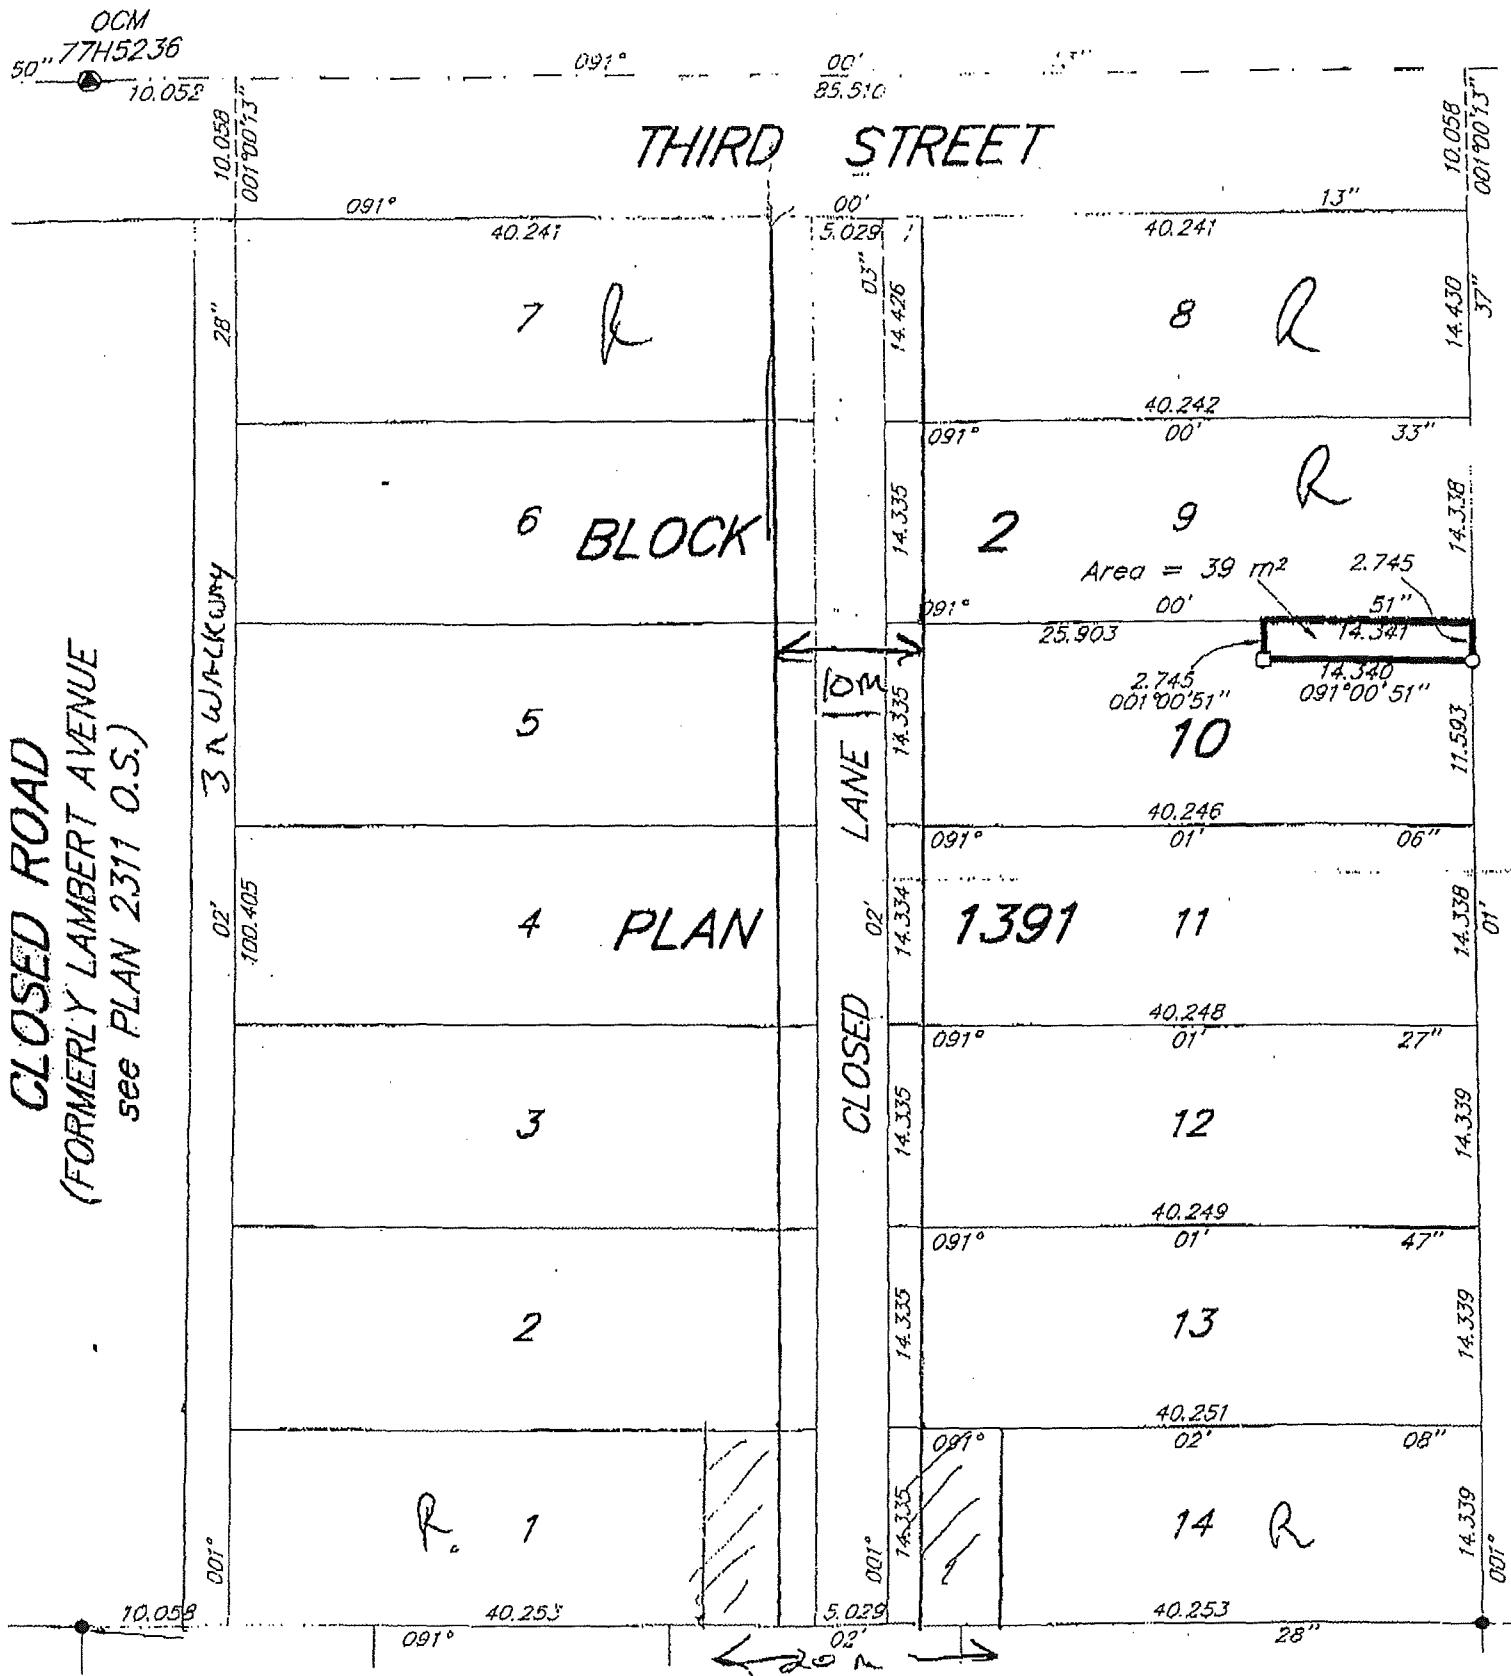 OCM
77H5236
50"
10.052
091° 00' 13"
85.510
10.058
001°00'13"
10.058
001°00'13"
THIRD STREET
091° 00' 13"
40.241 5.029 40.241
28"
7 R
03"
14.426
8 R
14.430
37"
40.242
091° 00' 33"
6 BLOCK
14.335
2
9 R
14.338
Area = 39 m²
2.745
091° 00' 51"
25.903
14.341
14.340
2.745
001°00'51"
091°00'51"
3 m WALKWAY
10m
5
14.335
10
11.593
40.246
091° 01' 06"
CLOSED ROAD
(FORMERLY LAMBERT AVENUE
see PLAN 2311 O.S.)
02'
100.405
4 PLAN
CLOSED LANE
02'
14.334
1391
11
14.338
01'
40.248
091° 01' 27"
3
14.335
12
14.339
40.249
091° 01' 47"
2
14.335
13
14.339
40.251
091° 02' 08"
001°
R. 1
001°
14.335
14 R
14.339
001°
10.058 40.253 5.029 40.253
091° 02' 28"
20 m